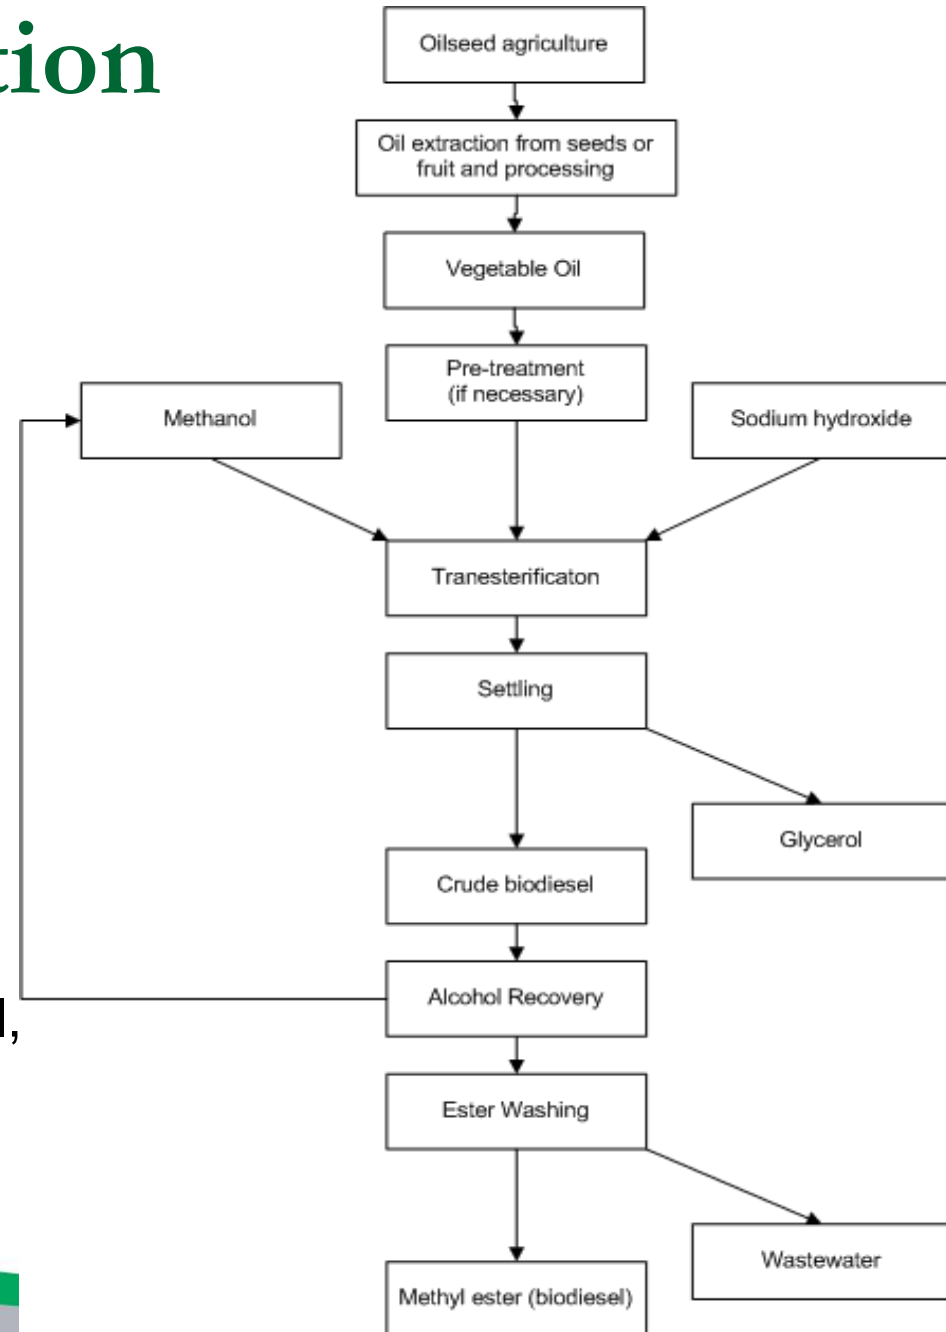 tion
Oilseed agriculture
Oil extraction from seeds or
fruit and processing
Vegetable Oil
Pre-treatment
(if necessary)
Methanol
Sodium hydroxide
Tranesterificaton
Settling
Glycerol
Crude biodiesel
Alcohol Recovery
l,
Ester Washing
Wastewater
Methyl ester (biodiesel)